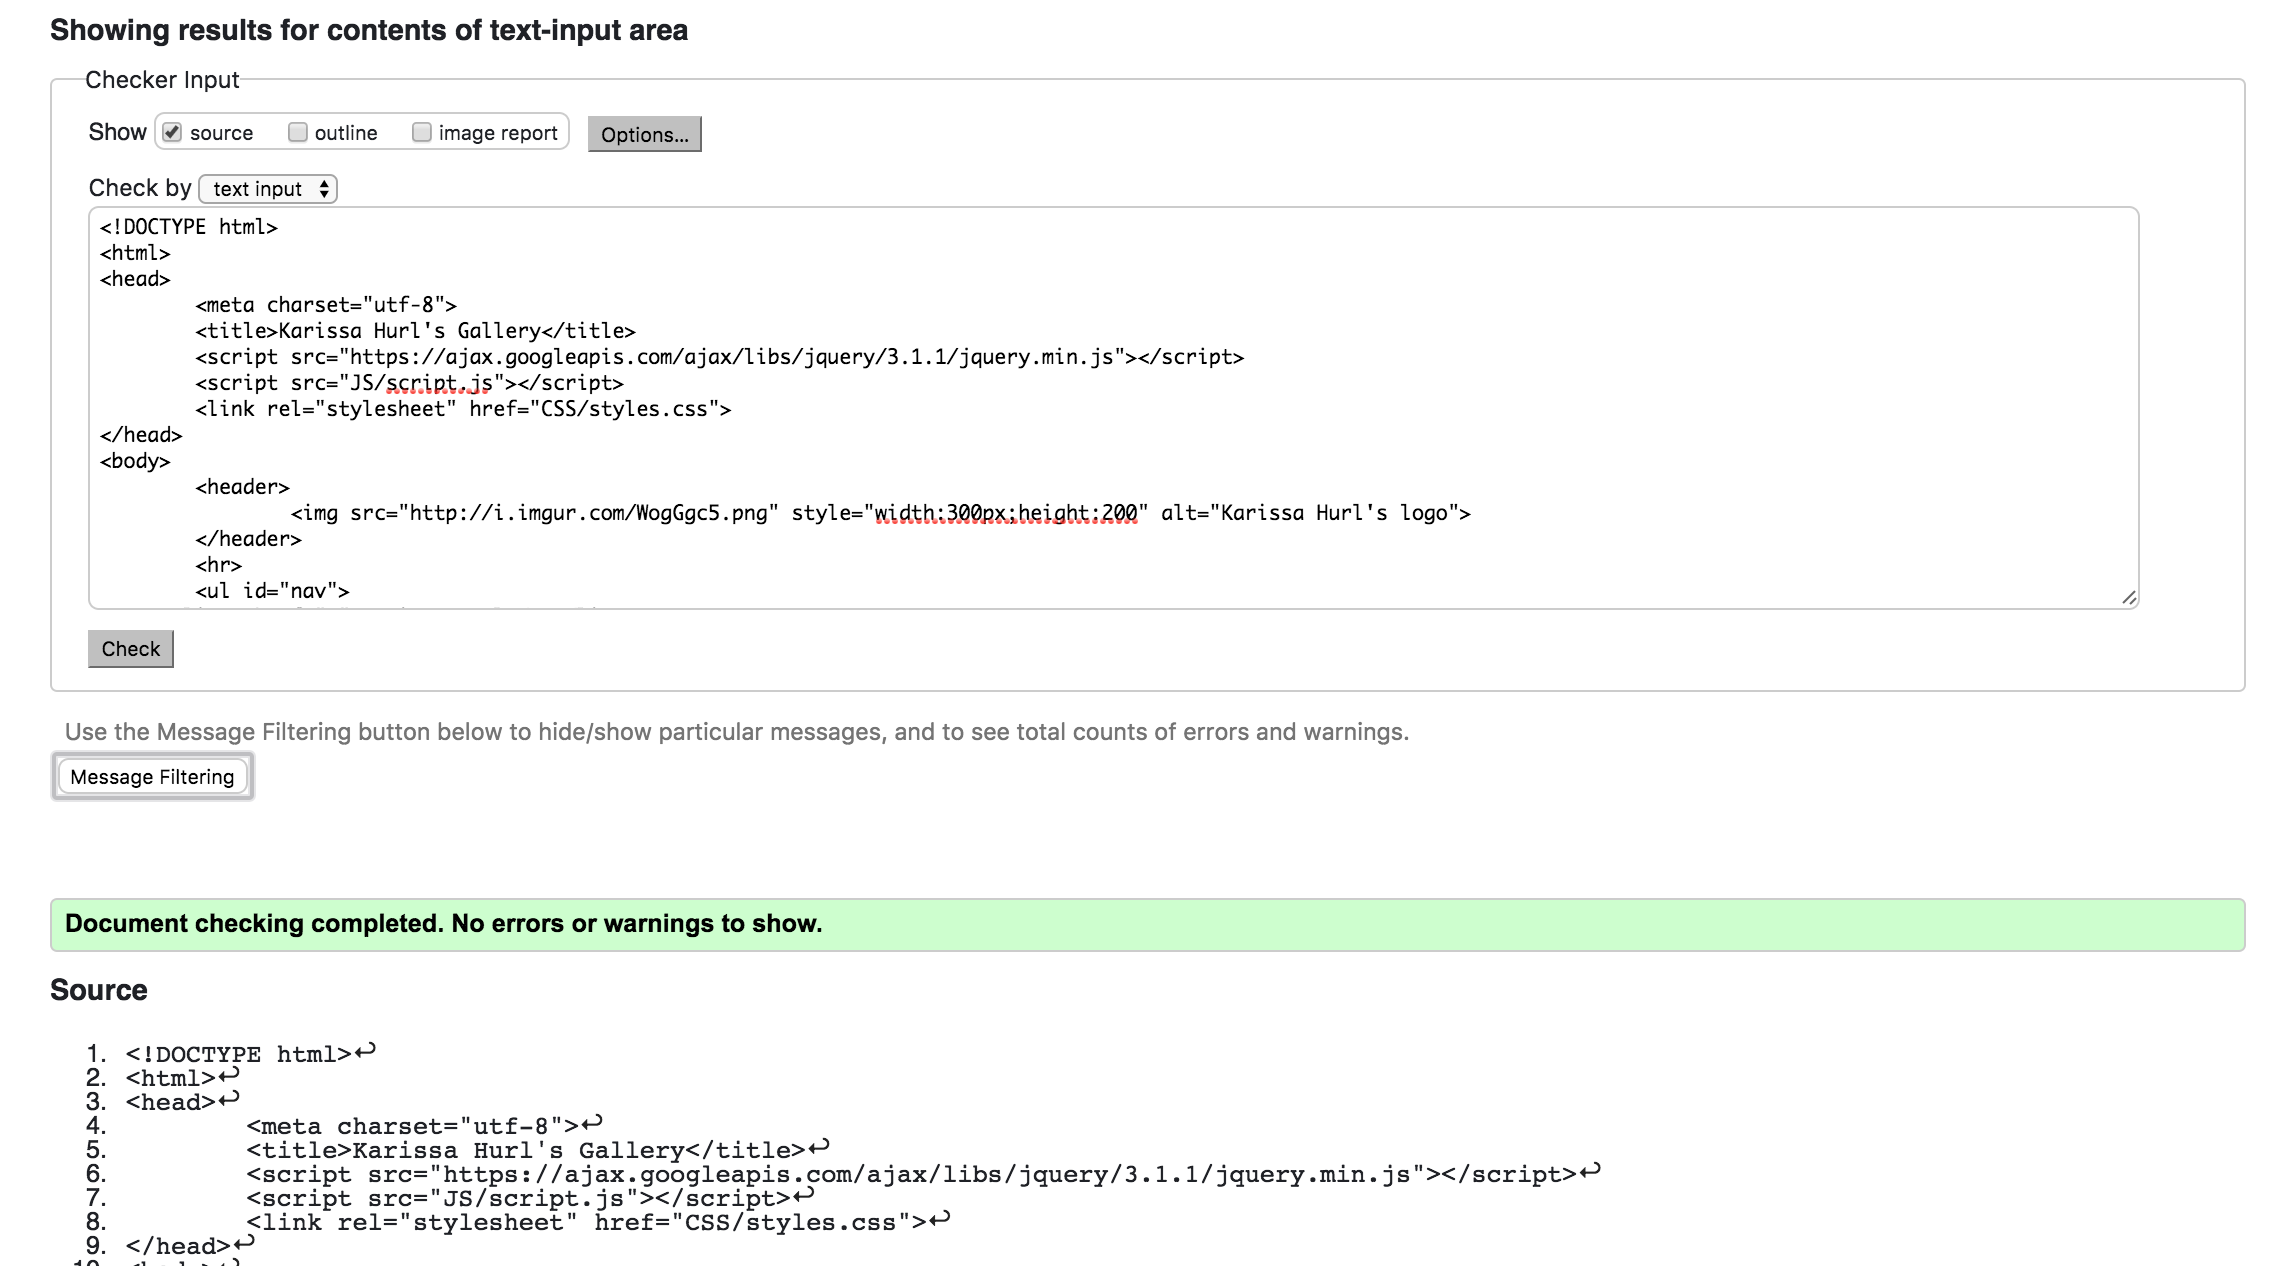 Showing results for contents of text-input area
Checker Input
Show source outline image report Options...
Check by text input
<!DOCTYPE html>
<html>
<head>
<meta charset="utf-8">
<title>Karissa Hurl's Gallery</title>
<script src="https://ajax.googleapis.com/ajax/libs/jquery/3.1.1/jquery.min.js"></script>
<script src="JS/script.js"></script>
<link rel="stylesheet" href="CSS/styles.css">
</head>
<body>
<header>
<img src="http://i.imgur.com/WogGgc5.png" style="width:300px;height:200" alt="Karissa Hurl's logo">
</header>
<hr>
<ul id="nav">
Check
Use the Message Filtering button below to hide/show particular messages, and to see total counts of errors and warnings.
Message Filtering
Document checking completed. No errors or warnings to show.
Source
1. <!DOCTYPE html>↩
2. <html>↩
3. <head>↩
4. <meta charset="utf-8">↩
5. <title>Karissa Hurl's Gallery</title>↩
6. <script src="https://ajax.googleapis.com/ajax/libs/jquery/3.1.1/jquery.min.js"></script>↩
7. <script src="JS/script.js"></script>↩
8. <link rel="stylesheet" href="CSS/styles.css">↩
9. </head>↩